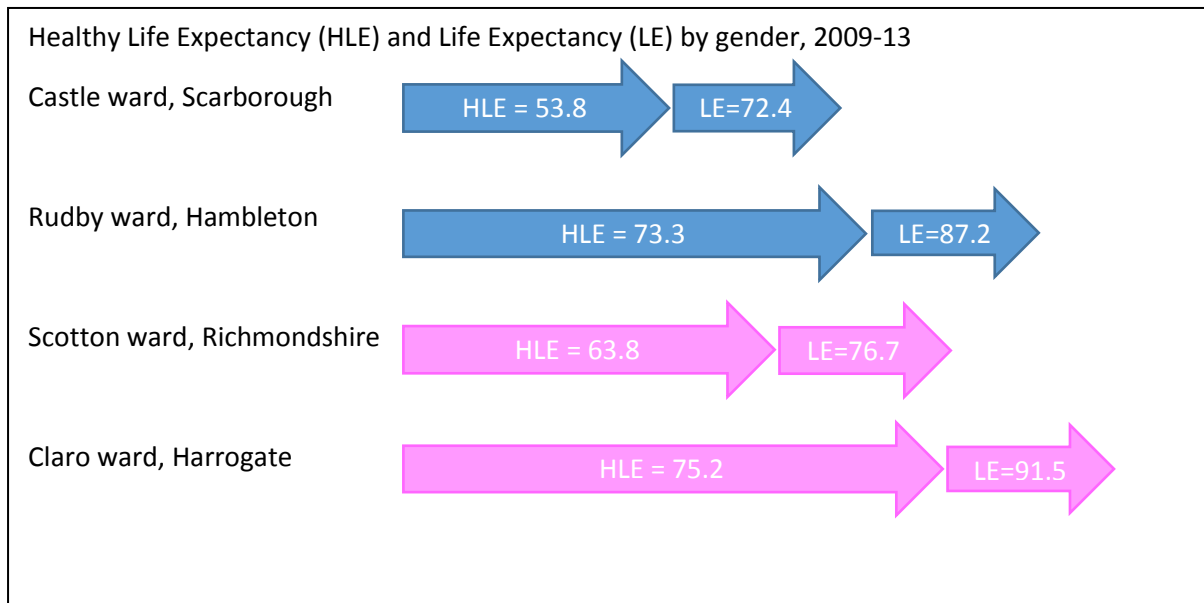 Healthy Life Expectancy (HLE) and Life Expectancy (LE) by gender, 2009-13
Castle ward, Scarborough
HLE = 53.8
LE=72.4
Rudby ward, Hambleton
HLE = 73.3
LE=87.2
Scotton ward, Richmondshire
HLE = 63.8
LE=76.7
Claro ward, Harrogate
HLE = 75.2
LE=91.5